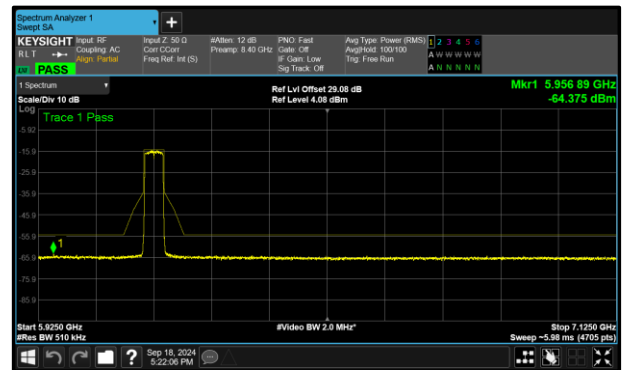 Spectrum Analyzer 1
Swept SA
+
KEYSIGHT
RLT
PASS
Input: RF
Coupling: AC
Align: Partial
Input Z: 50 Ω
Corr CCorr
Freq Ref: Int (S)
#Atten: 12 dB
Preamp: 8.40 GHz
PNO: Fast
Gate: Off
IF Gain: Low
Sig Track: Off
Avg Type: Power (RMS)
Avg|Hold: 100/100
Trig: Free Run
1 2 3 4 5 6
A W W W W W
A N N N N N
1 Spectrum
Scale/Div 10 dB
Log
Ref Lvl Offset 29.08 dB
Ref Level 4.08 dBm
Mkr1 5.956 89 GHz
-64.375 dBm
Trace 1 Pass
-5.92
-15.9
-25.9
-35.9
-45.9
-55.9
1
-65.9
-75.9
-85.9
Start 5.9250 GHz
#Res BW 510 kHz
#Video BW 2.0 MHz*
Stop 7.1250 GHz
Sweep ~5.98 ms (4705 pts)
?
Sep 18, 2024
5:22:06 PM